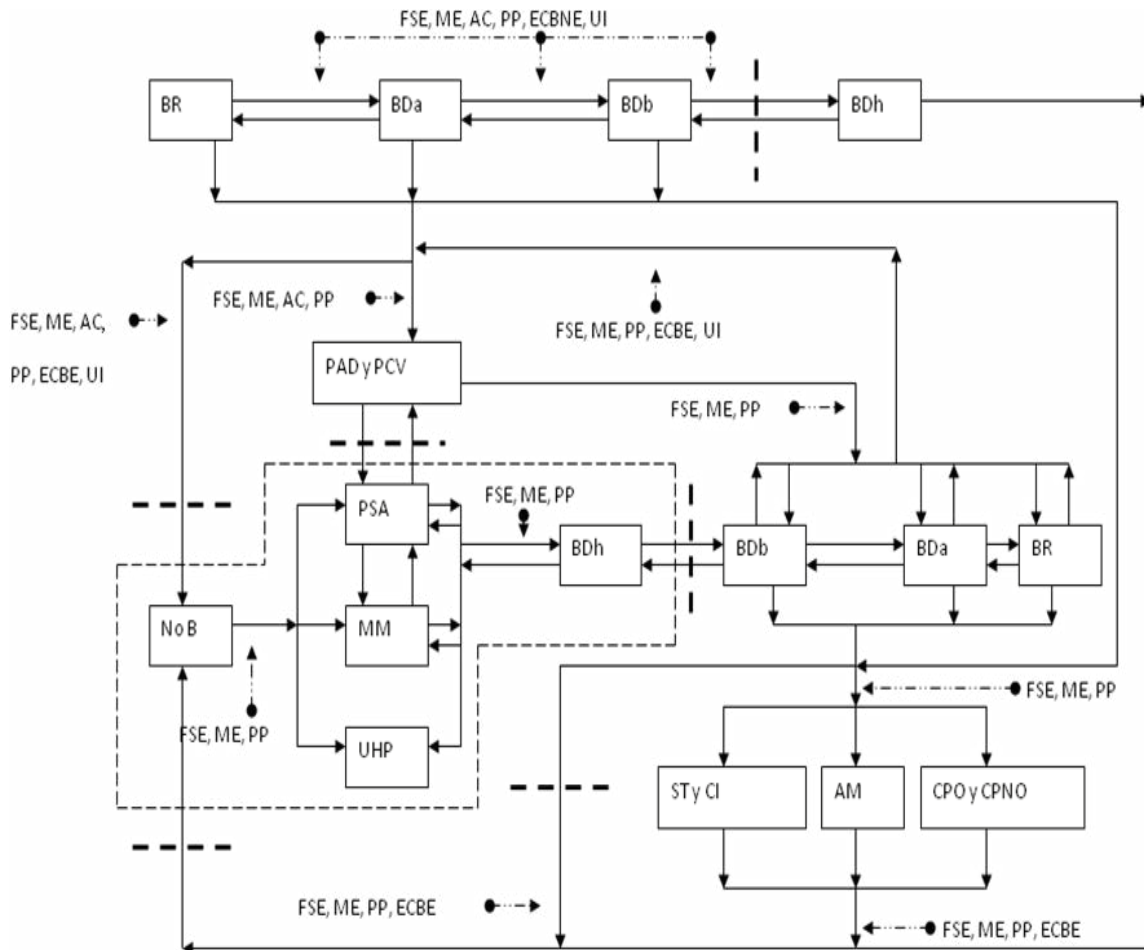 FSE, ME, AC, PP, ECBNE, UI
BR
BDa
BDb
BDh
FSE, ME, AC, PP
FSE, ME, AC,
PP, ECBE, UI
FSE, ME, PP, ECBE, UI
PAD y PCV
FSE, ME, PP
PSA
FSE, ME, PP
BDh
BDb
BDa
BR
No B
MM
FSE, ME, PP
FSE, ME, PP
UHP
ST y CI
AM
CPO y CPNO
FSE, ME, PP, ECBE
FSE, ME, PP, ECBE